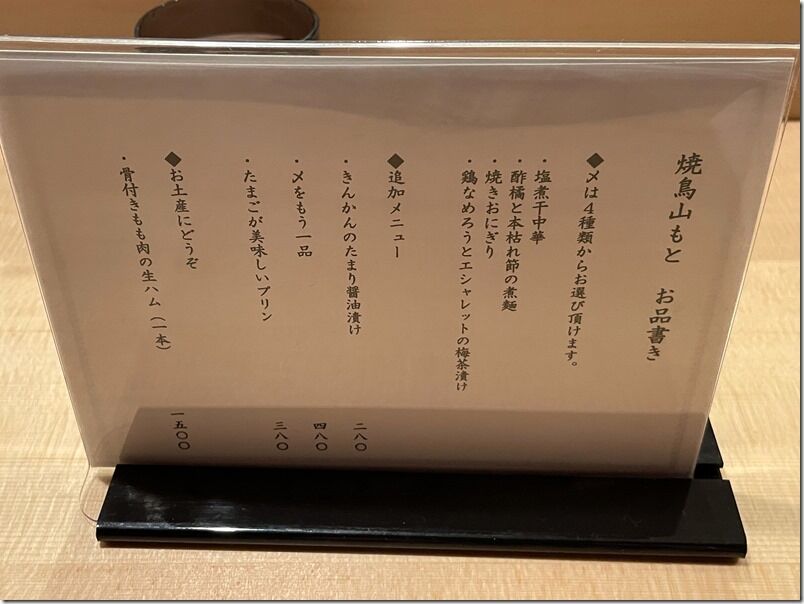 焼鳥山もと　お品書き
◆〆は４種類からお選び頂けます。
・塩煮干中華
・酢橘と本枯れ節の煮麺
・焼きおにぎり
・鶏なめろうとエシャレットの梅茶漬け
◆追加メニュー
・きんかんのたまり醤油漬け　二八〇
・〆をもう一品　四八〇
・たまごが美味しいプリン　三八〇
◆お土産にどうぞ
・骨付きもも肉の生ハム（一本）　一五〇〇